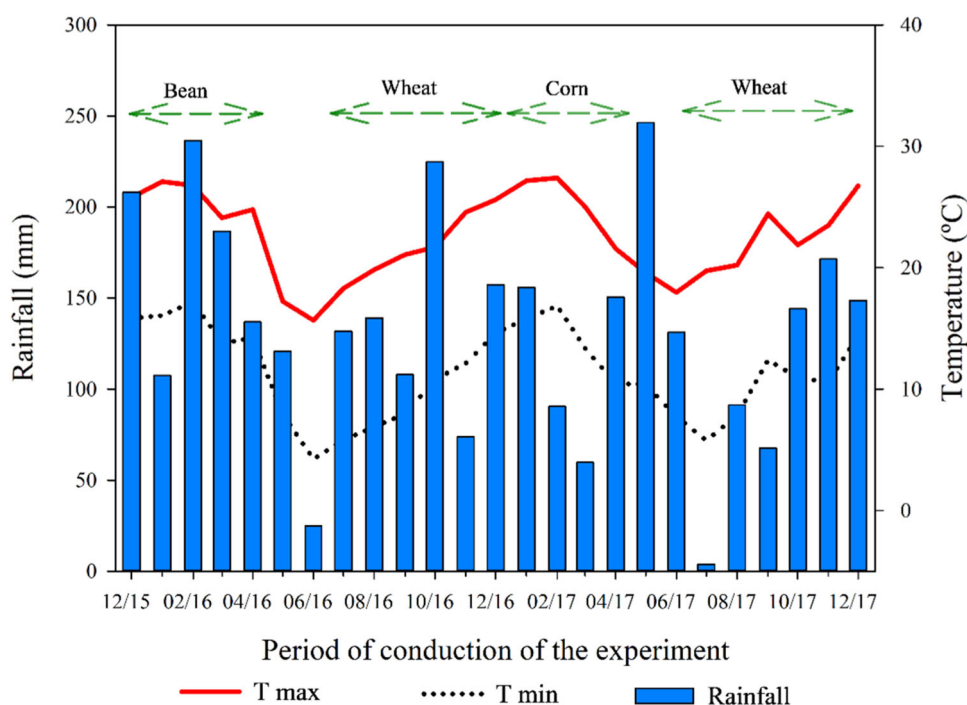 300
250
200
150
100
50
0
Rainfall (mm)
Bean
Wheat
Corn
Wheat
40
30
20
10
0
Temperature (ºC)
12/15 02/16 04/16 06/16 08/16 10/16 12/16 02/17 04/17 06/17 08/17 10/17 12/17
Period of conduction of the experiment
T max T min Rainfall